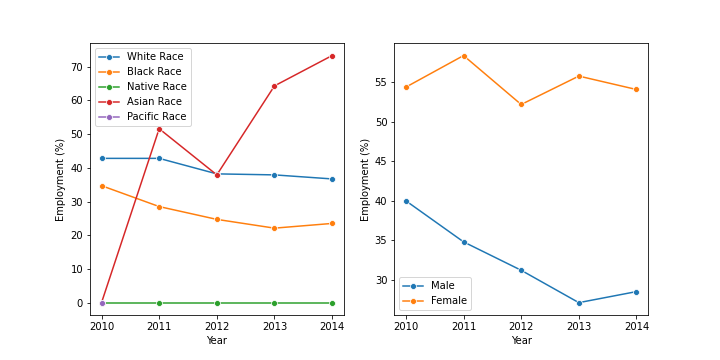 White Race
Black Race
Native Race
Asian Race
Pacific Race
70
60
50
40
30
20
10
0
Employment (%)
2010 2011 2012 2013 2014
Year
Male
Female
55
50
45
40
35
30
Employment (%)
2010 2011 2012 2013 2014
Year